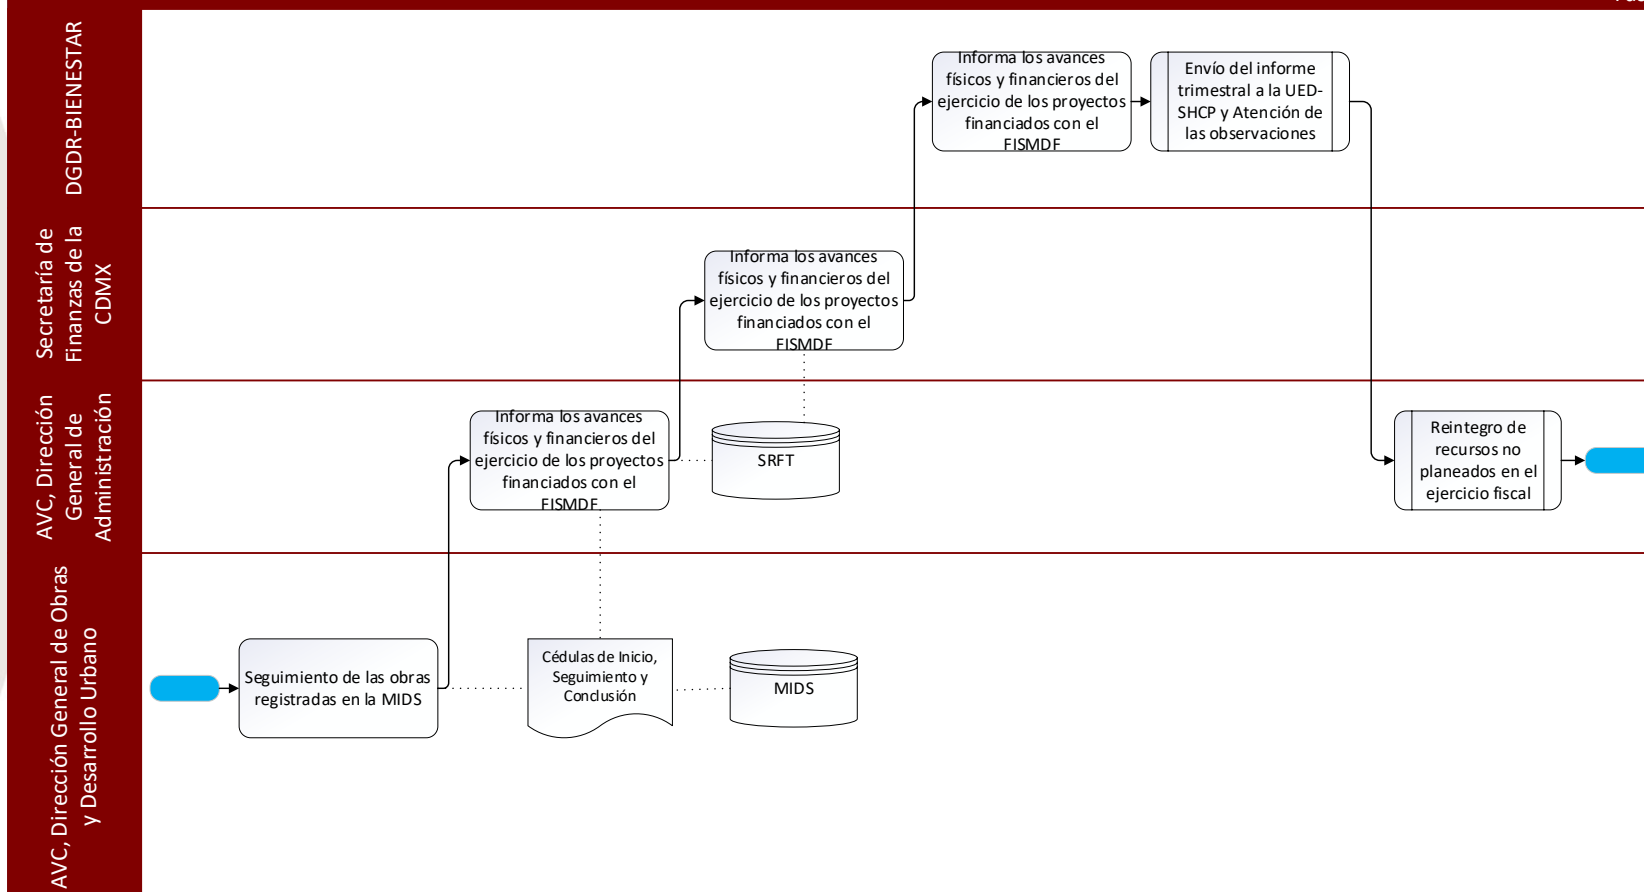 DGDR-BIENESTAR
Informa los avances
físicos y financieros del
ejercicio de los proyectos
financiados con el
FISMDF
Envío del informe
trimestral a la UED-
SHCP y Atención de
las observaciones
Secretaría de
Finanzas de la
CDMX
Informa los avances
físicos y financieros del
ejercicio de los proyectos
financiados con el
FISMDF
AVC, Dirección
General de
Administración
Informa los avances
físicos y financieros del
ejercicio de los proyectos
financiados con el
FISMDF
SRFT
Reintegro de
recursos no
planeados en el
ejercicio fiscal
AVC, Dirección General de Obras
y Desarrollo Urbano
Seguimiento de las obras
registradas en la MIDS
Cédulas de Inicio,
Seguimiento y
Conclusión
MIDS